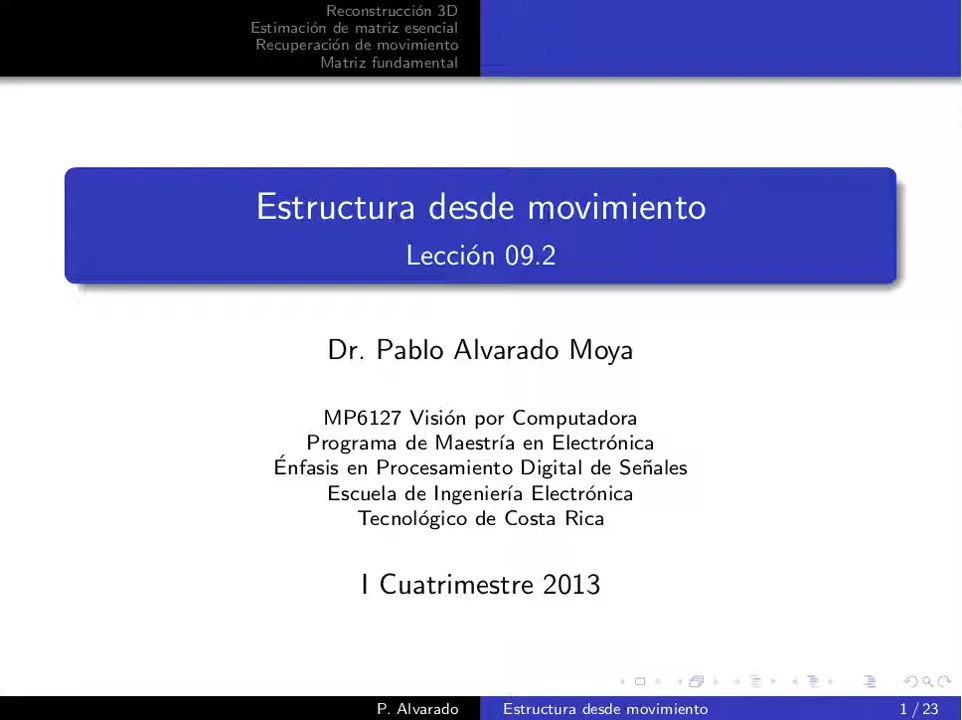 Reconstrucción 3D
Estimación de matriz esencial
Recuperación de movimiento
Matriz fundamental
Estructura desde movimiento
Lección 09.2
Dr. Pablo Alvarado Moya
MP6127 Visión por Computadora
Programa de Maestría en Electrónica
Énfasis en Procesamiento Digital de Señales
Escuela de Ingeniería Electrónica
Tecnológico de Costa Rica
I Cuatrimestre 2013
P. Alvarado Estructura desde movimiento 1 / 23